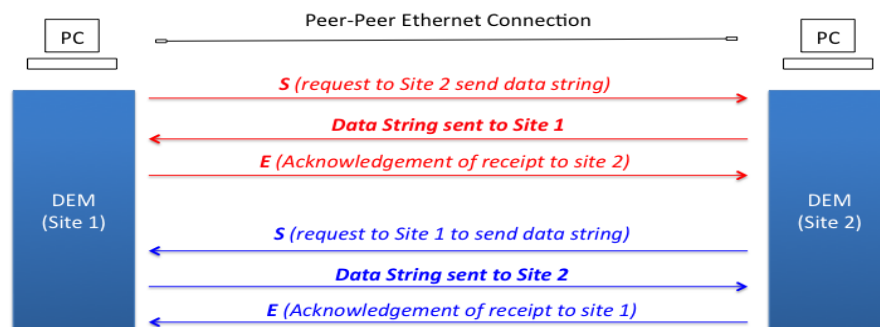 Peer-Peer Ethernet Connection
PC
PC
S (request to Site 2 send data string)
Data String sent to Site 1
E (Acknowledgement of receipt to site 2)
DEM
(Site 1)
DEM
(Site 2)
S (request to Site 1 to send data string)
Data String sent to Site 2
E (Acknowledgement of receipt to site 1)